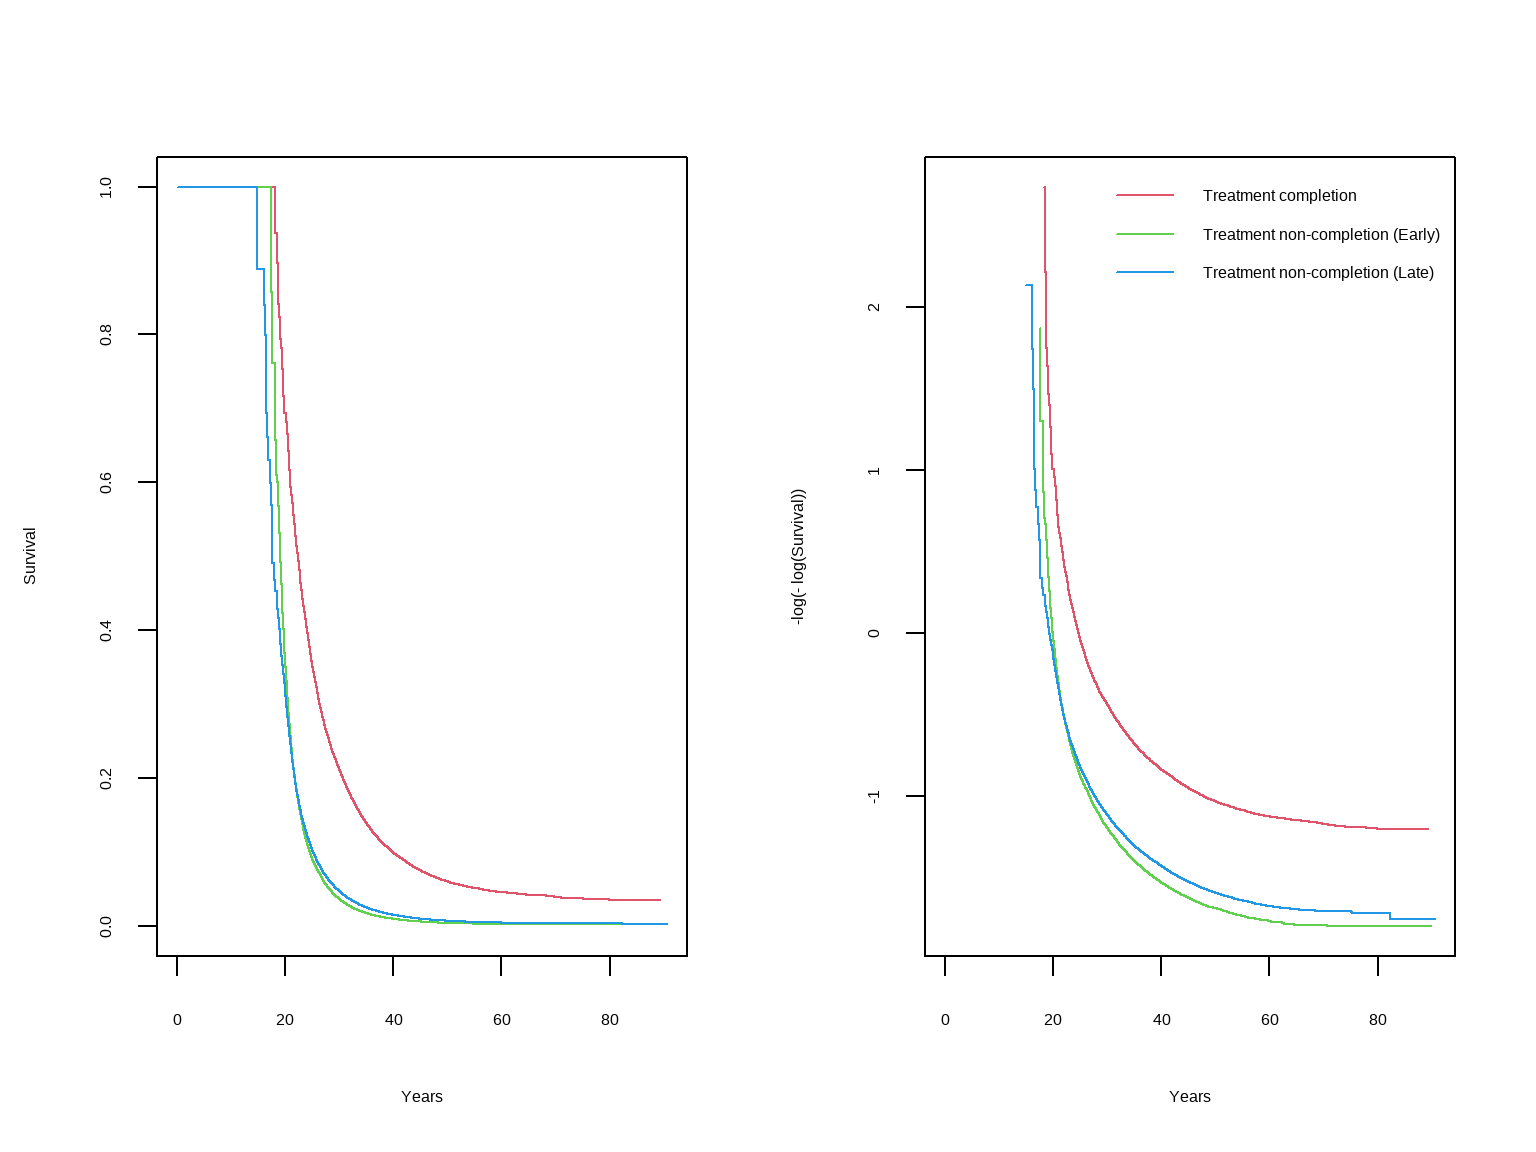 Survival
1.0
0.8
0.6
0.4
0.2
0.0
0 20 40 60 80
Years
-log(- log(Survival))
2
1
0
-1
0 20 40 60 80
Years
Treatment completion
Treatment non-completion (Early)
Treatment non-completion (Late)